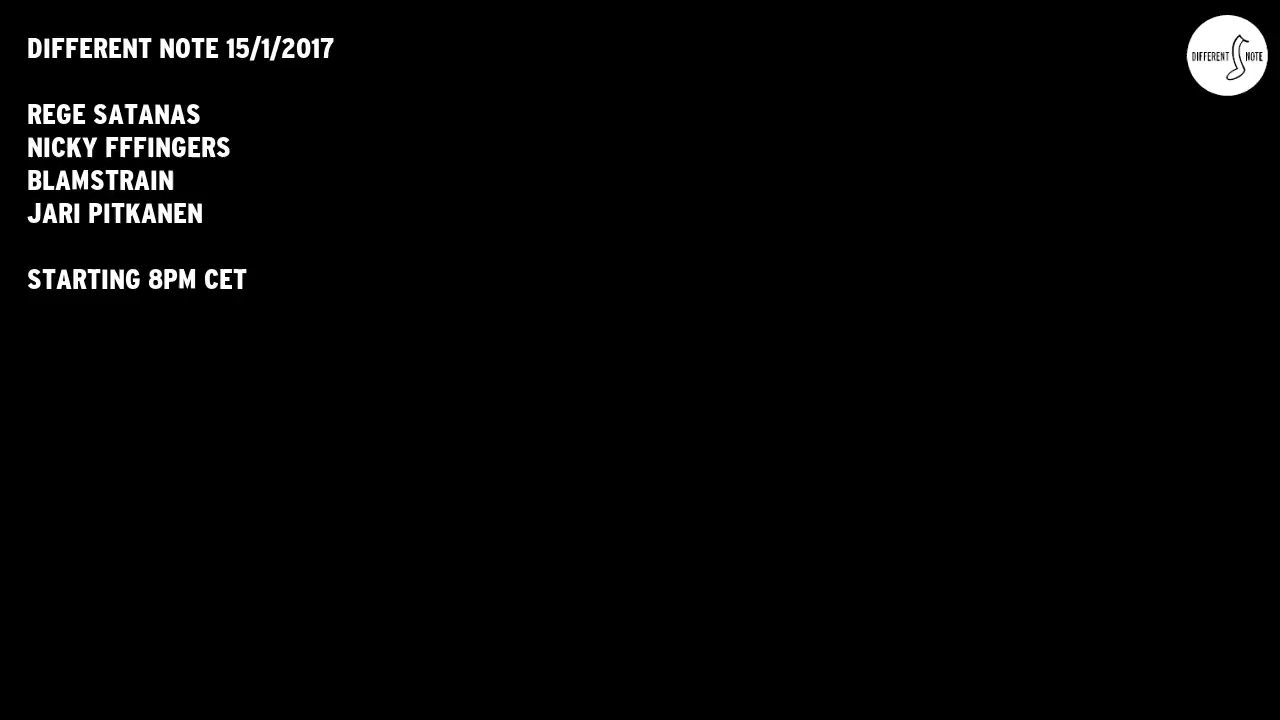 DIFFERENT NOTE 15/1/2017
DIFFERENT NOTE
REGE SATANAS
NICKY FFFINGERS
BLAMSTRAIN
JARI PITKANEN
STARTING 8PM CET